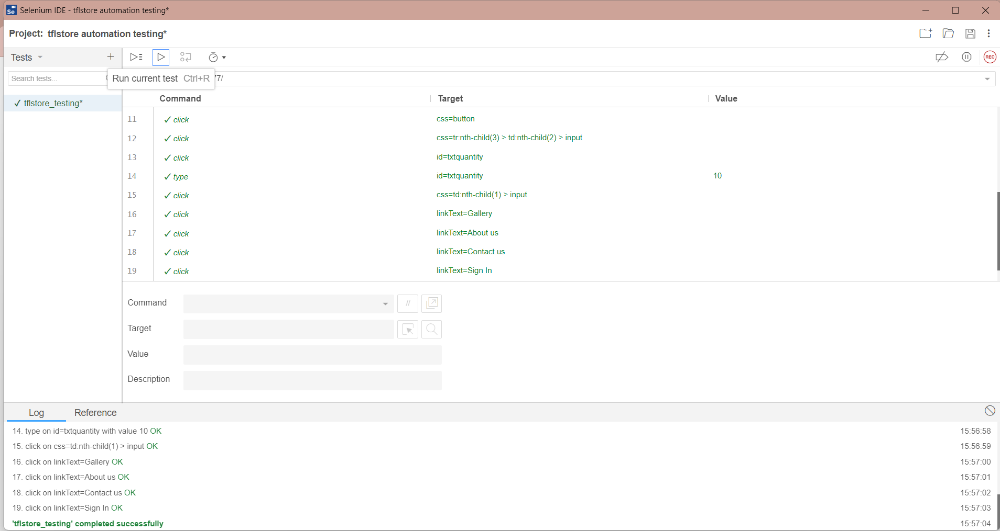 Se Selenium IDE - tflstore automation testing*
Project: tflstore automation testing*
Tests
REC
Search tests...
Run current test Ctrl+R
77/
Command Target Value
✓ tflstore_testing*
11 ✓ click css=button
12 ✓ click css=tr:nth-child(3) > td:nth-child(2) > input
13 ✓ click id=txtquantity
14 ✓ type id=txtquantity 10
15 ✓ click css=td:nth-child(1) > input
16 ✓ click linkText=Gallery
17 ✓ click linkText=About us
18 ✓ click linkText=Contact us
19 ✓ click linkText=Sign In
Command //
Target
Value
Description
Log Reference
14. type on id=txtquantity with value 10 OK 15:56:58
15. click on css=td:nth-child(1) > input OK 15:56:59
16. click on linkText=Gallery OK 15:57:00
17. click on linkText=About us OK 15:57:01
18. click on linkText=Contact us OK 15:57:02
19. click on linkText=Sign In OK 15:57:03
'tflstore_testing' completed successfully 15:57:04